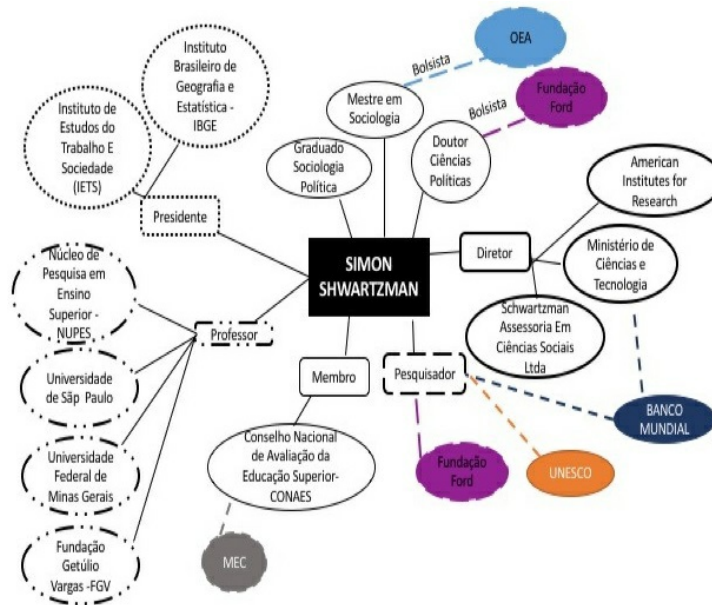 OEA
Bolsista
Instituto
Brasileiro de
Geografia e
Estatística -
IBGE
Instituto de
Estudos do
Trabalho E
Sociedade
(IETS)
Mestre em
Sociologia
Bolsista
Fundação
Ford
Graduado
Sociologia
Política
Doutor
Ciências
Políticas
American
Institutes for
Research
Presidente
SIMON
SHWARTZMAN
Diretor
Ministério de
Ciências e
Tecnologia
Núcleo de
Pesquisa em
Ensino
Superior -
NUPES
Professor
Schwartzman
Assessoria Em
Ciências Sociais
Ltda
Membro
Pesquisador
Universidade
de Sãp Paulo
Conselho Nacional
de Avaliação da
Educação Superior-
CONAES
BANCO
MUNDIAL
Universidade
Federal de
Minas Gerais
Fundação
Ford
UNESCO
Fundação
Getúlio
Vargas -FGV
MEC